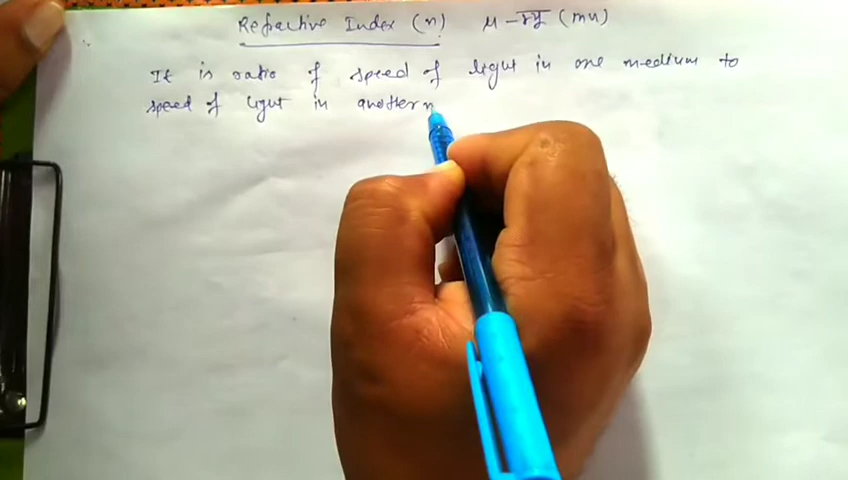 Refractive Index (n) μ - म्यू (mu)
It is ratio of speed of light in one medium to
speed of light in another m